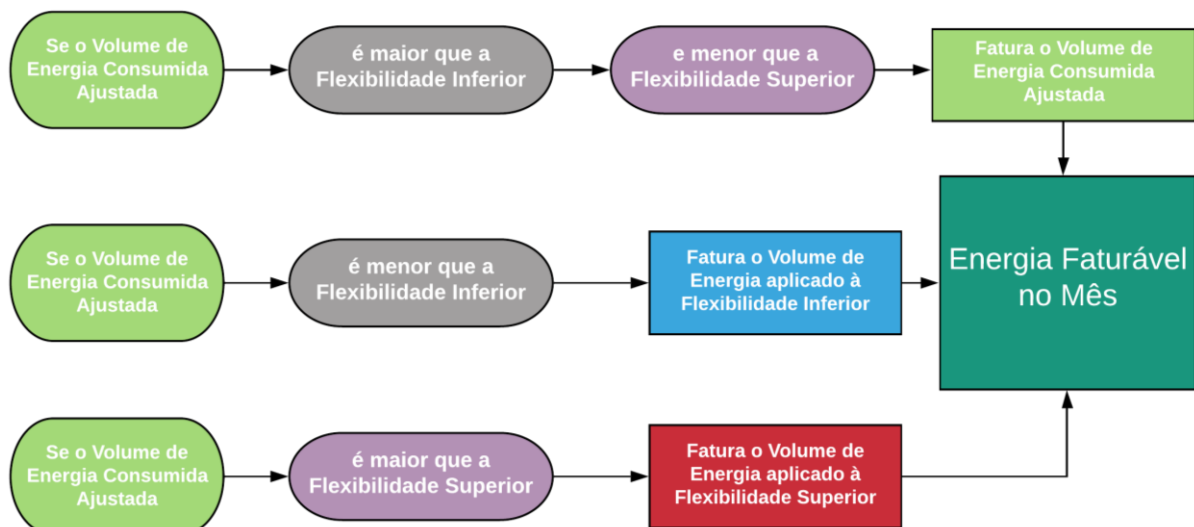 Se o Volume de
Energia Consumida
Ajustada
é maior que a
Flexibilidade Inferior
e menor que a
Flexibilidade Superior
Fatura o Volume de
Energia Consumida
Ajustada
Se o Volume de
Energia Consumida
Ajustada
é menor que a
Flexibilidade Inferior
Fatura o Volume de
Energia aplicado à
Flexibilidade Inferior
Energia Faturável
no Mês
Se o Volume de
Energia Consumida
Ajustada
é maior que a
Flexibilidade Superior
Fatura o Volume de
Energia aplicado à
Flexibilidade Superior